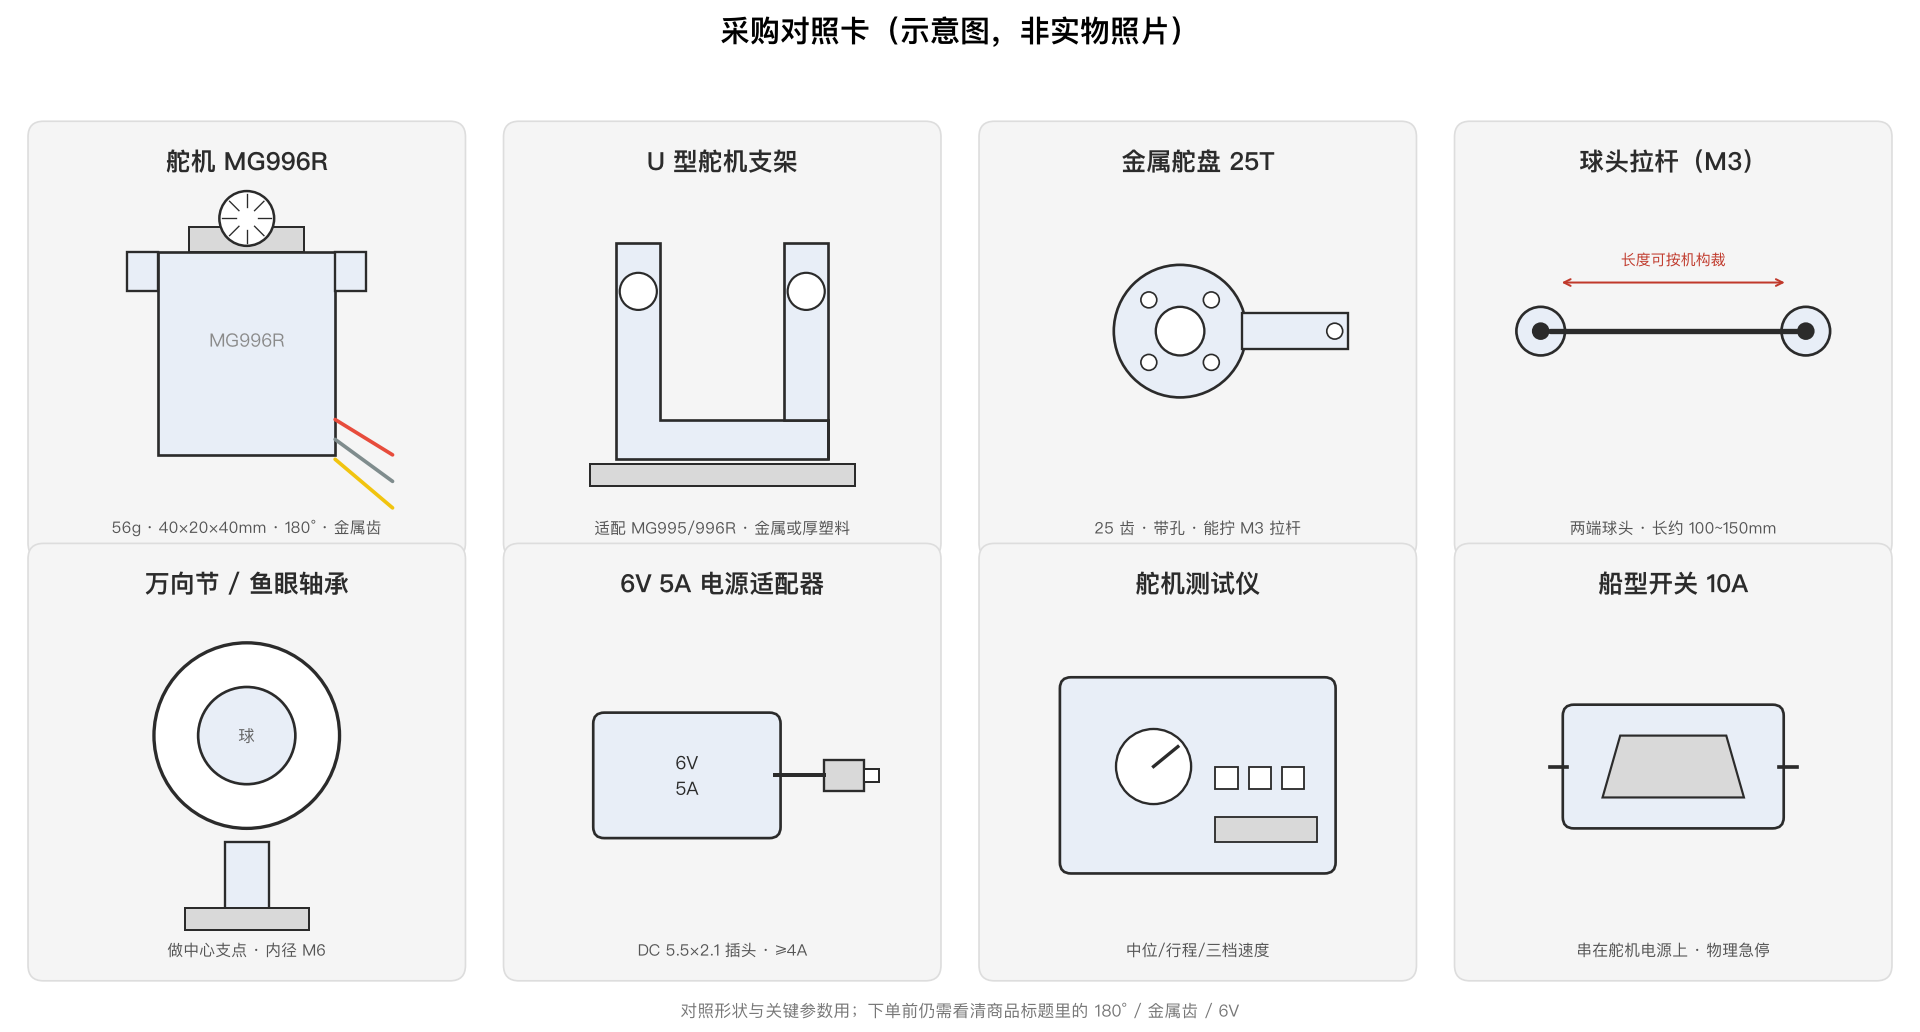 采购对照卡（示意图，非实物照片）
舵机 MG996R
MG996R
56g · 40×20×40mm · 180° · 金属齿
U 型舵机支架
适配 MG995/996R · 金属或厚塑料
金属舵盘 25T
25 齿 · 带孔 · 能拧 M3 拉杆
球头拉杆（M3）
长度可按机构裁
两端球头 · 长约 100~150mm
万向节 / 鱼眼轴承
球
做中心支点 · 内径 M6
6V 5A 电源适配器
6V
5A
DC 5.5×2.1 插头 · ≥4A
舵机测试仪
中位/行程/三档速度
船型开关 10A
串在舵机电源上 · 物理急停
对照形状与关键参数用；下单前仍需看清商品标题里的 180° / 金属齿 / 6V